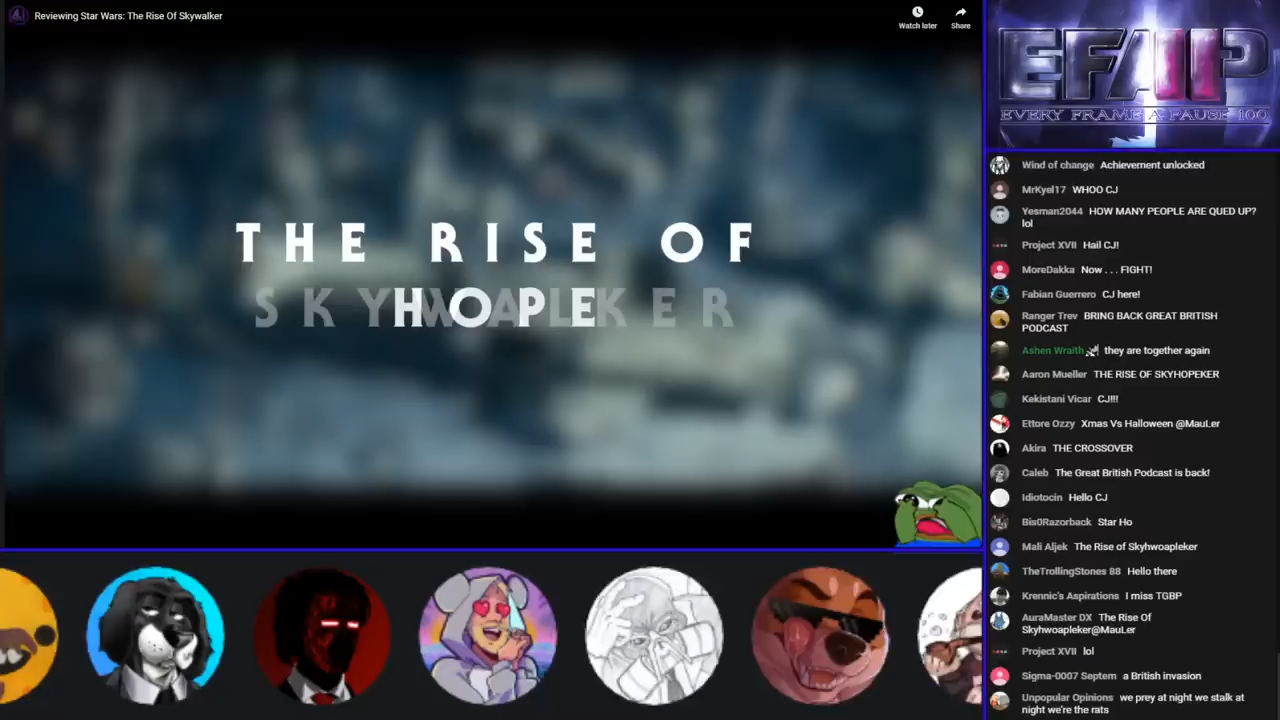 Reviewing Star Wars: The Rise Of Skywalker
Watch later
Share
THE RISE OF
SKYWALKER
HOPE
EFAP
EVERY FRAME A PAUSE 100
Wind of change Achievement unlocked
MrKyel17 WHOO CJ
Yesman2044 HOW MANY PEOPLE ARE QUED UP?
lol
Project XVII Hail CJ!
MoreDakka Now . . . FIGHT!
Fabian Guerrero CJ here!
Ranger Trev BRING BACK GREAT BRITISH
PODCAST
Ashen Wraith they are together again
Aaron Mueller THE RISE OF SKYHOPEKER
Kekistani Vicar CJ!!!
Ettore Ozzy Xmas Vs Halloween @MauLer
Akira THE CROSSOVER
Caleb The Great British Podcast is back!
Idiotocin Hello CJ
Bis0Razorback Star Ho
Mali Aljek The Rise of Skyhwoapleker
TheTrollingStones 88 Hello there
Krennic's Aspirations I miss TGBP
AuraMaster DX The Rise Of
Skyhwoapleker@MauLer
Project XVII lol
Sigma-0007 Septem a British invasion
Unpopular Opinions we prey at night we stalk at
night we're the rats